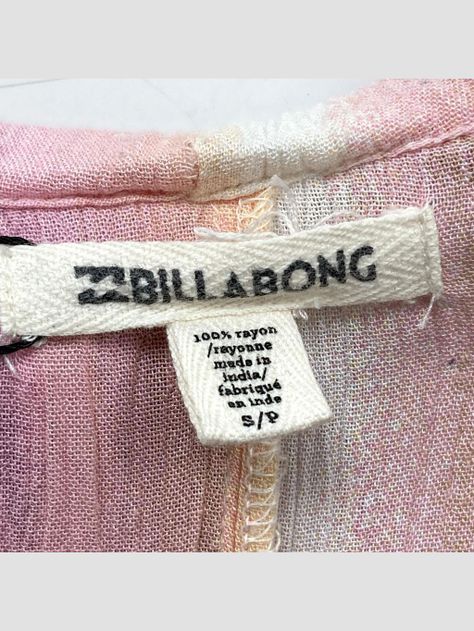 BILLABONG
100% rayon
/rayonne
made in
india/
fabriqué
en inde
S/P